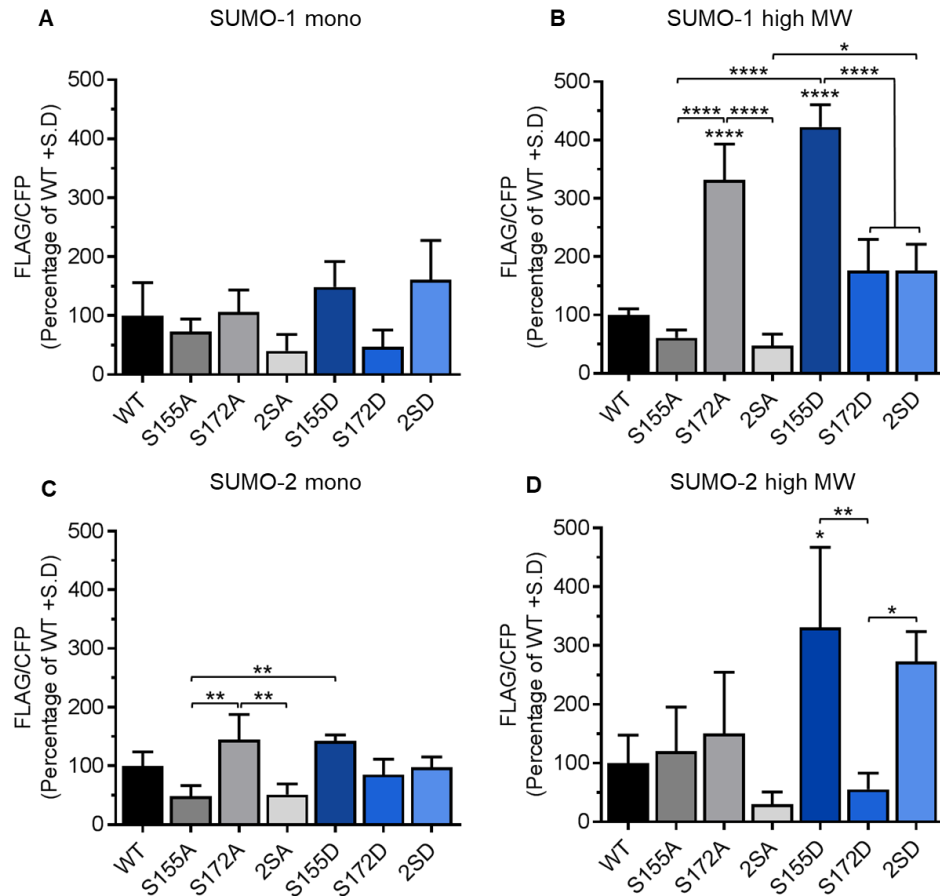 A SUMO-1 mono
FLAG/CFP
(Percentage of WT +S.D)
500
400
300
200
100
0
WT S155A S172A 2SA S155D S172D 2SD
B SUMO-1 high MW
FLAG/CFP
(Percentage of WT +S.D)
500
400
300
200
100
0
*
**** ****
****
**** ****
****
WT S155A S172A 2SA S155D S172D 2SD
C SUMO-2 mono
FLAG/CFP
(Percentage of WT +S.D)
500
400
300
200
100
0
**
** **
WT S155A S172A 2SA S155D S172D 2SD
D SUMO-2 high MW
FLAG/CFP
(Percentage of WT +S.D)
500
400
300
200
100
0
**
*
*
WT S155A S172A 2SA S155D S172D 2SD